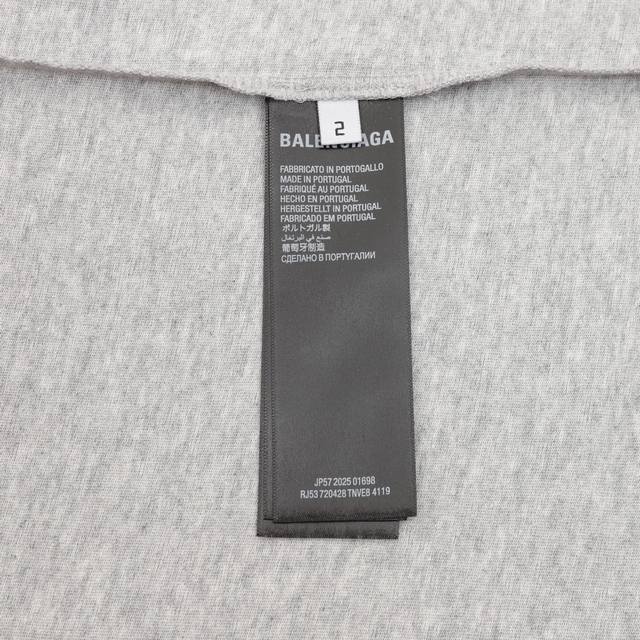 2
BALENCIAGA
FABBRICATO IN PORTOGALLO
MADE IN PORTUGAL
FABRIQUÉ AU PORTUGAL
HECHO EN PORTUGAL
HERGESTELLT IN PORTUGAL
FABRICADO EM PORTUGAL
ポルトガル製
صنع في البرتغال
葡萄牙制造
СДЕЛАНО В ПОРТУГАЛИИ
JP57 2025 01698
RJ53 720428 TNVE8 4119